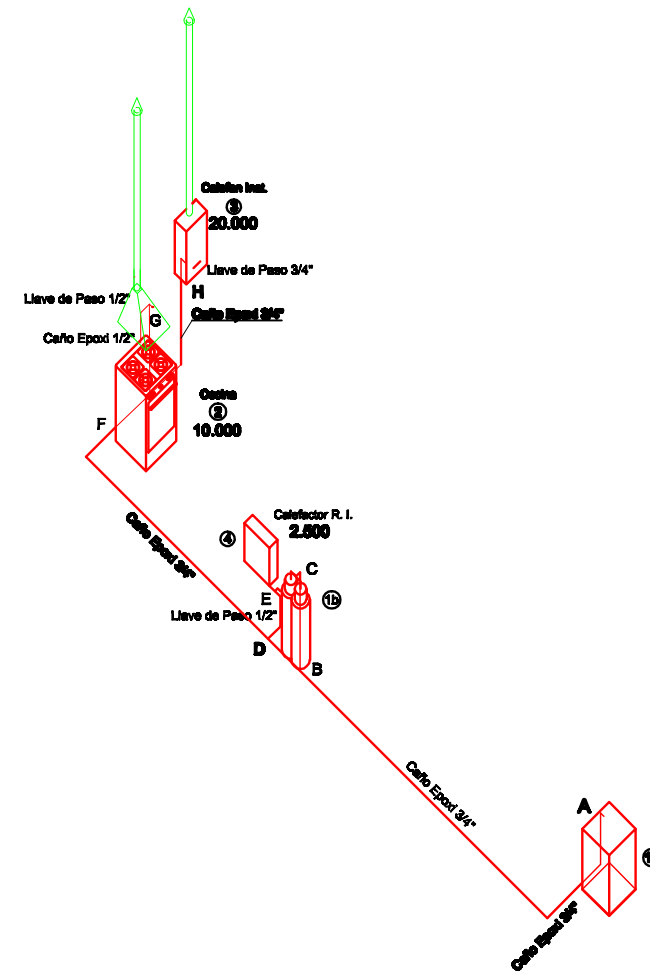 Calefon Inst.
3
20.000
Llave de Paso 3/4"
H
Llave de Paso 1/2"
G
Caño Epoxi 3/4"
Caño Epoxi 1/2"
Cocina
2
10.000
F
Caño Epoxi 3/4"
Calefactor R. I.
2.500
4
C
E
1b
Llave de Paso 1/2"
D
B
Caño Epoxi 3/4"
A
Caño Epoxi 3/4"